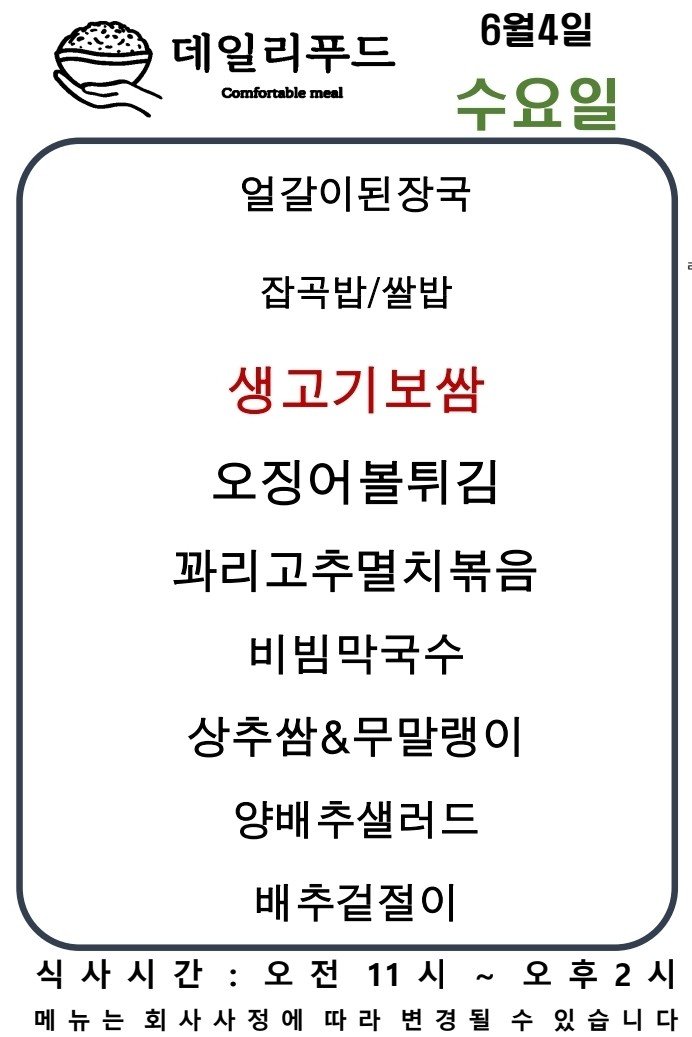 데일리푸드
Comfortable meal
6월4일
수요일
얼갈이된장국
잡곡밥/쌀밥
생고기보쌈
오징어볼튀김
꽈리고추멸치볶음
비빔막국수
상추쌈&무말랭이
양배추샐러드
배추겉절이
식사시간 : 오전 11시 ~ 오후2시
메뉴는 회사사정에 따라 변경될 수 있습니다